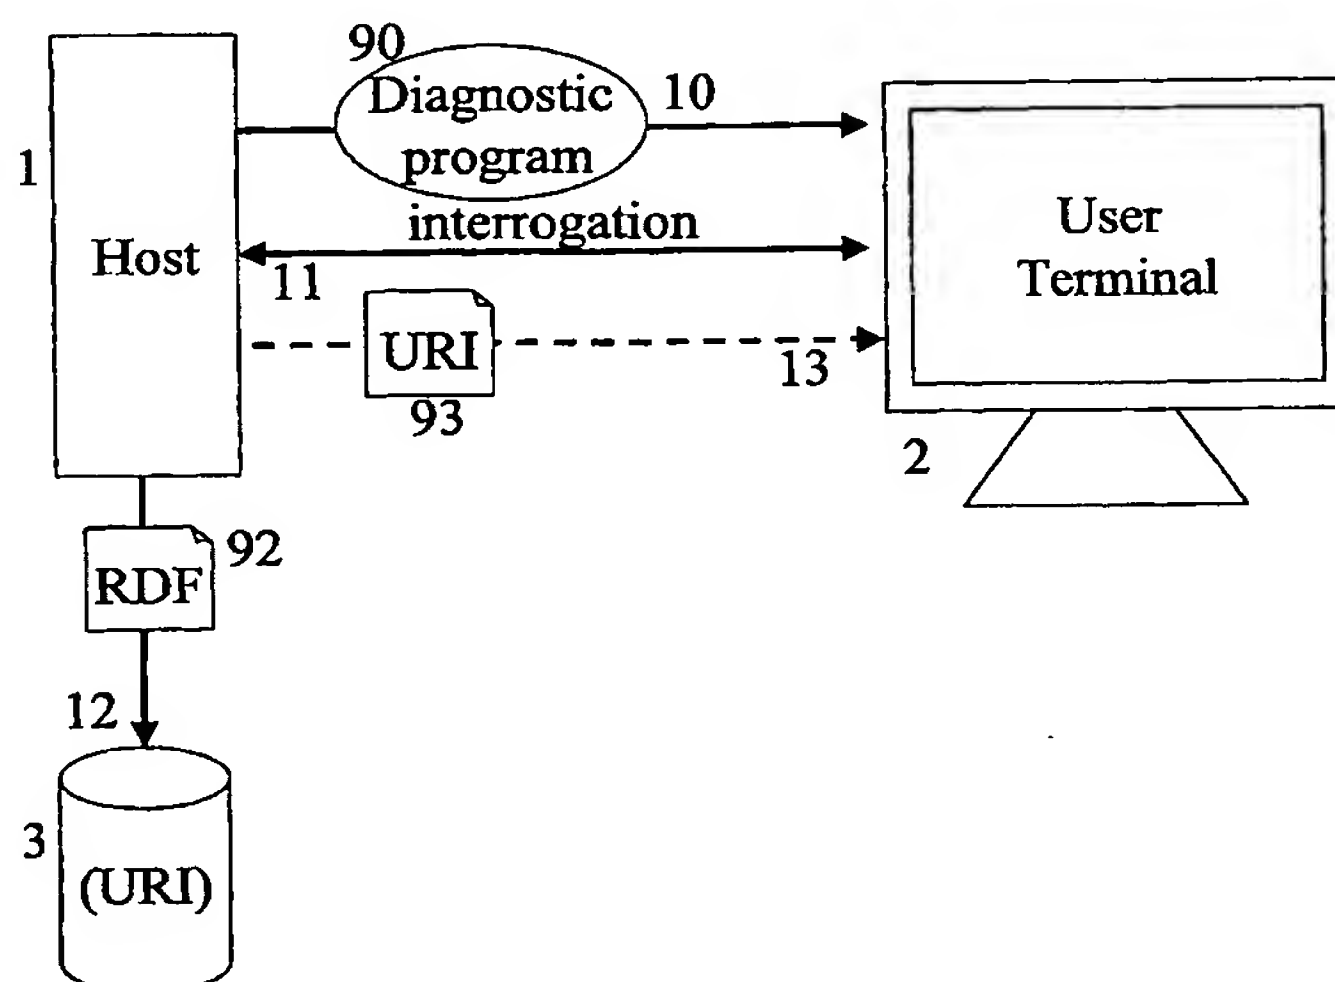 90
Diagnostic
program
10
1
Host
interrogation
11
User
Terminal
URI
93
13
2
RDF
92
12
3
(URI)